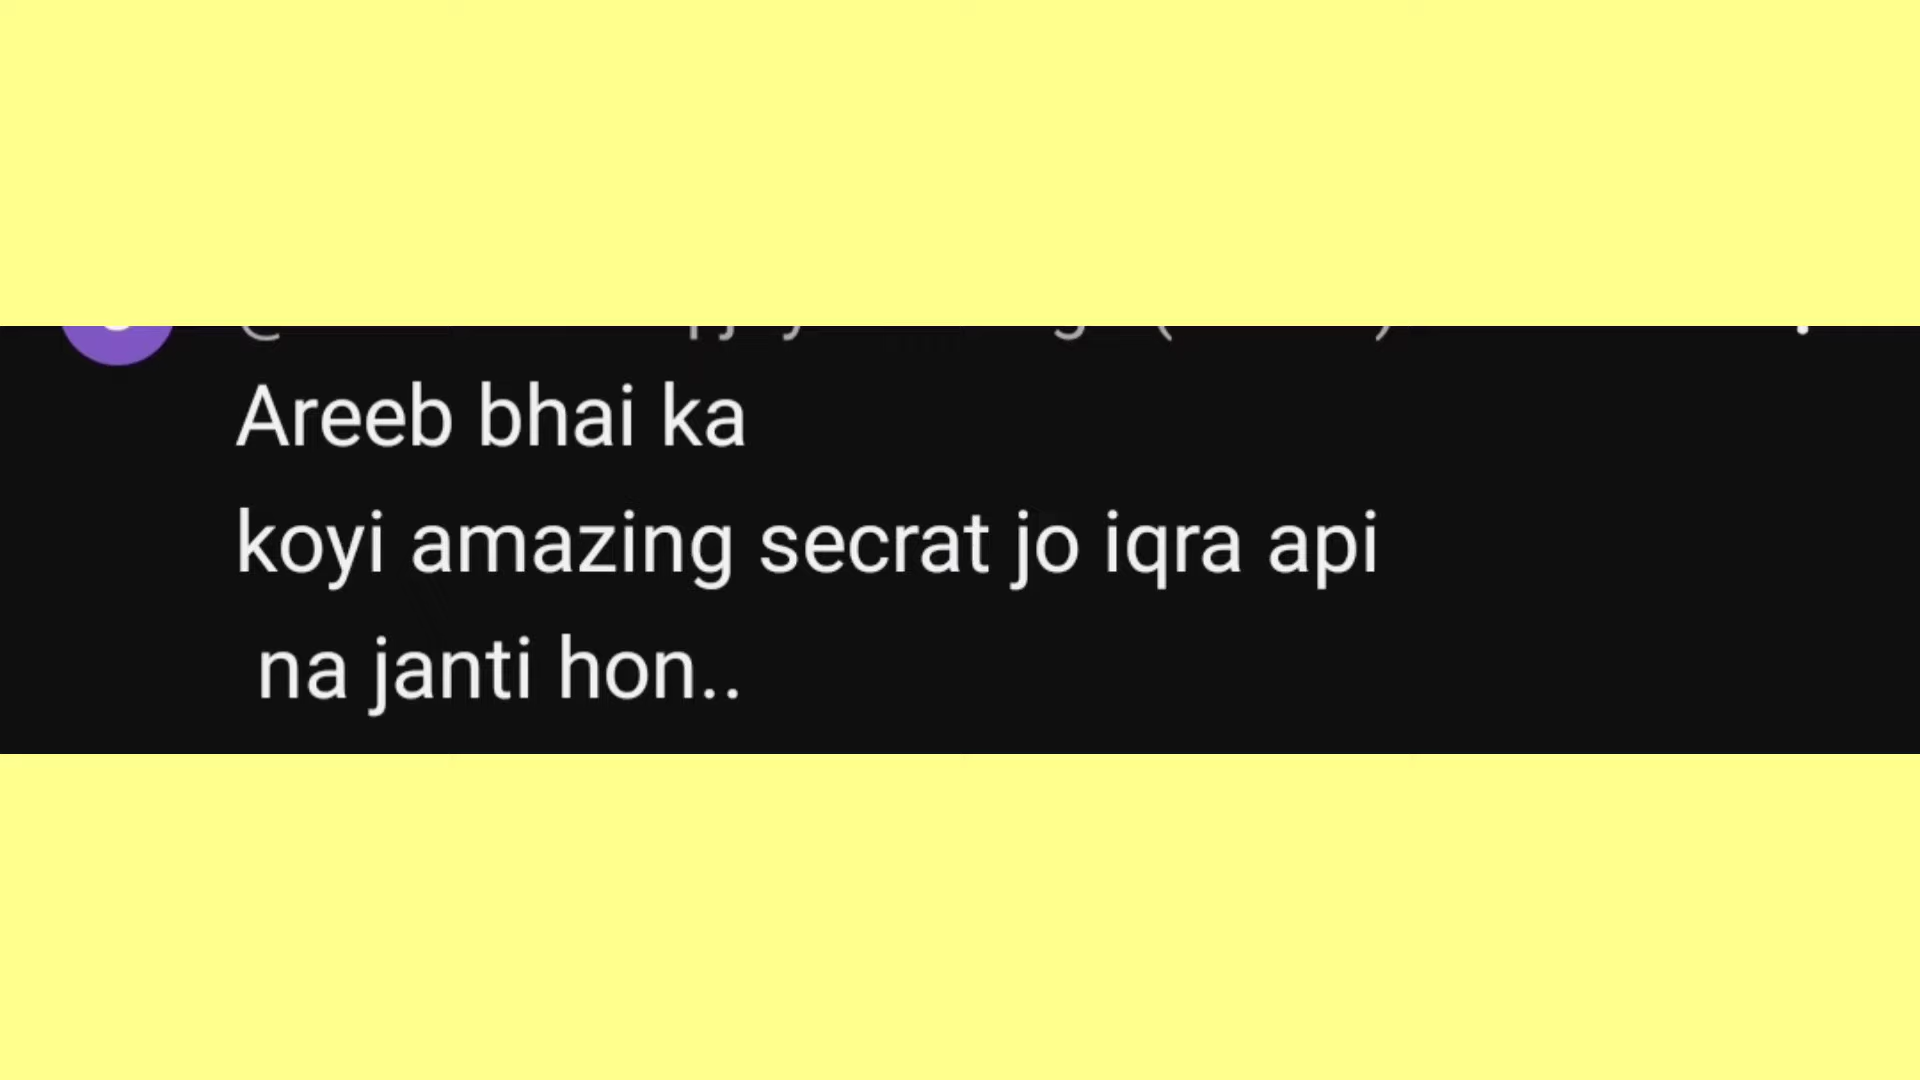 Areeb bhai ka
koyi amazing secrat jo iqra api
na janti hon..